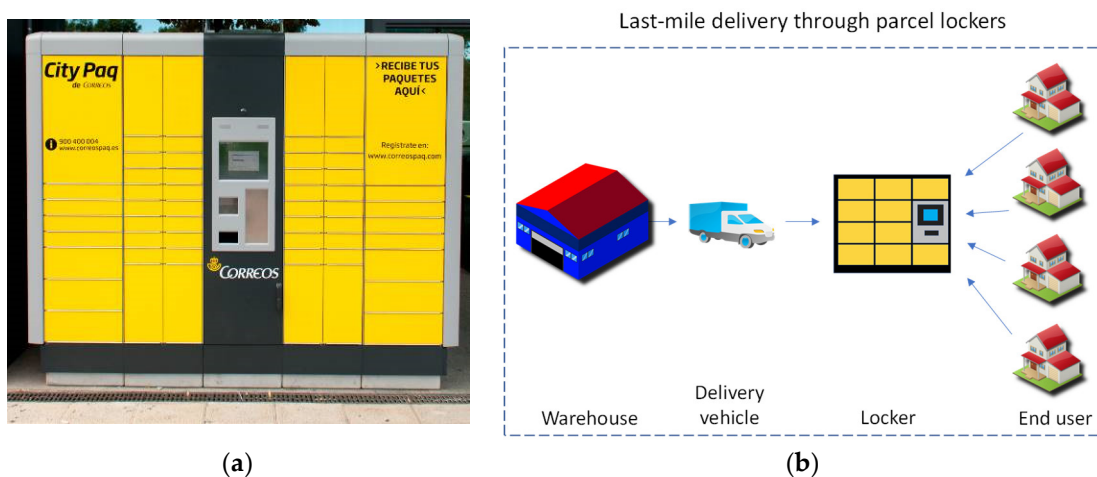 Last-mile delivery through parcel lockers
City Paq
de CORREOS
900 400 004
www.correospaq.es
>RECIBE TUS
PAQUETES
AQUÍ<
Regístrate en:
www.correospaq.com
CORREOS
Warehouse
Delivery
vehicle
Locker
End user
(a)
(b)